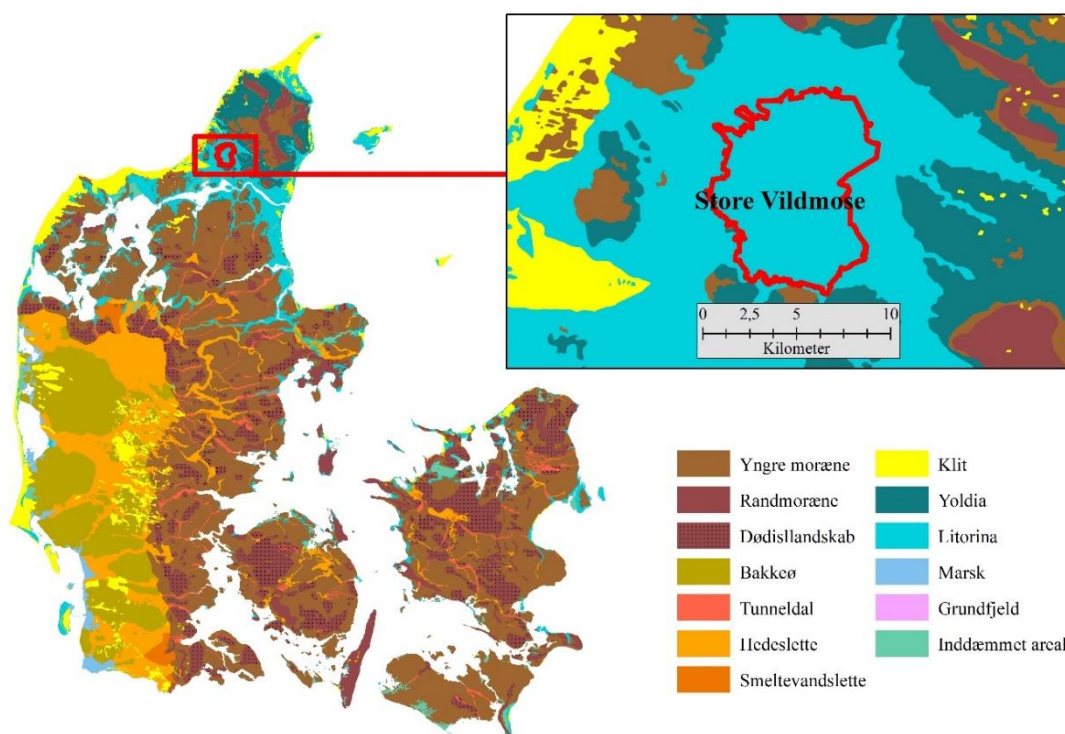 Store Vildmose
0 2,5 5 10
Kilometer
Yngre moræne
Randmoræne
Dødisllandskab
Bakkeø
Tunneldal
Hedeslette
Smeltevandslette
Klit
Yoldia
Litorina
Marsk
Grundfjeld
Inddæmmet areal